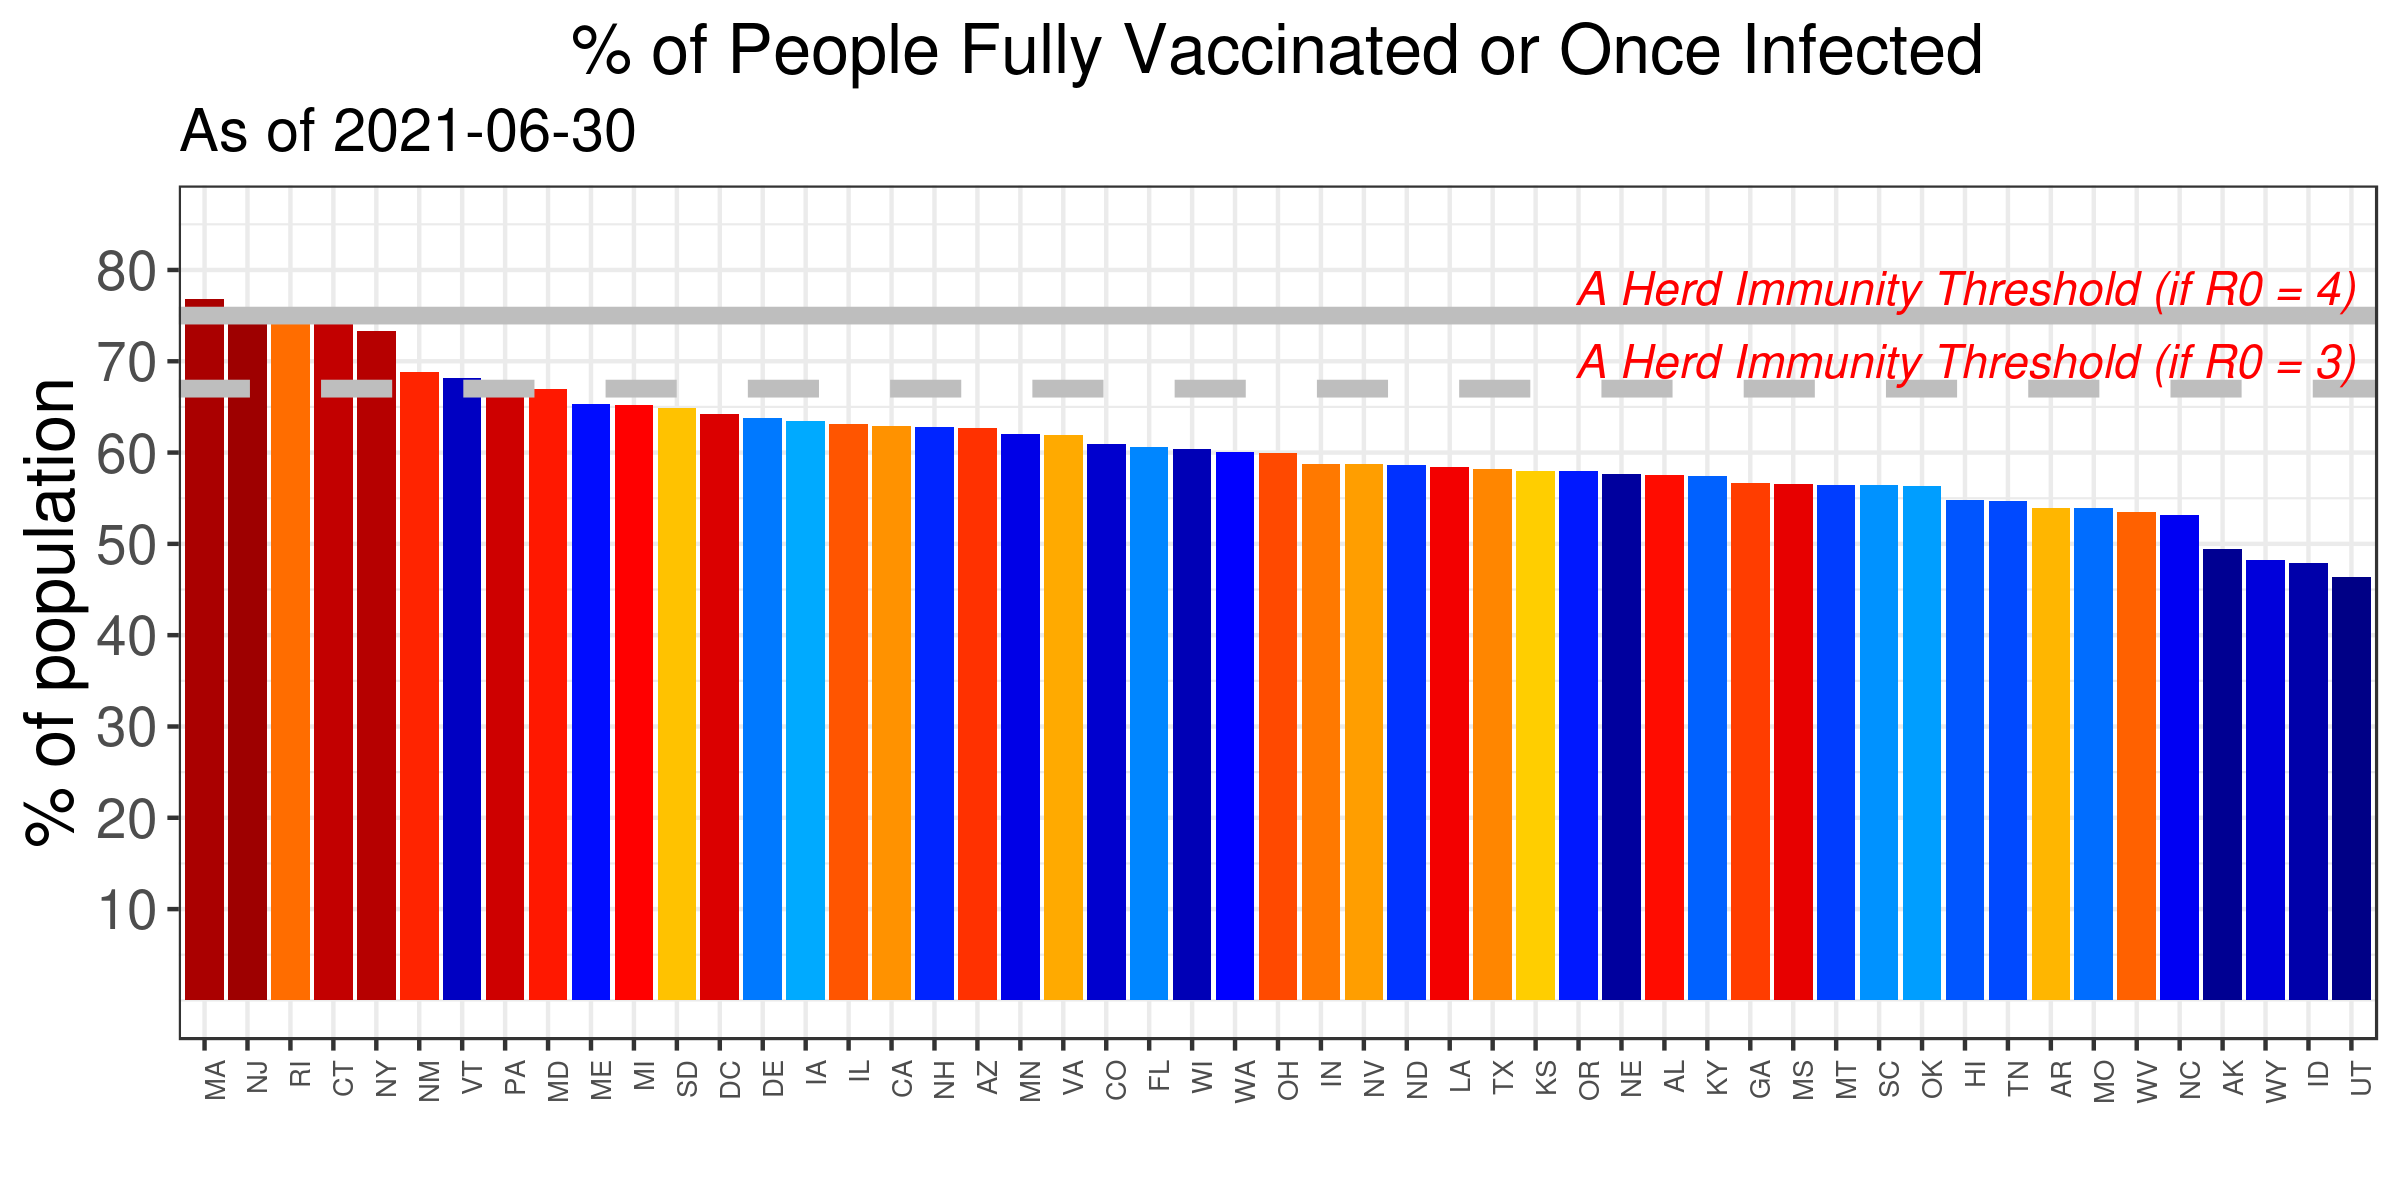 % of People Fully Vaccinated or Once Infected
As of 2021-06-30
% of population
80
70
60
50
40
30
20
10
A Herd Immunity Threshold (if R0 = 4)
A Herd Immunity Threshold (if R0 = 3)
MA NJ RI CT NY NM VT PA MD ME MI SD DC DE IA IL CA NH AZ MN VA CO FL WI WA OH IN NV ND LA TX KS OR NE AL KY GA MS MT SC OK HI TN AR MO WV NC AK WY ID UT